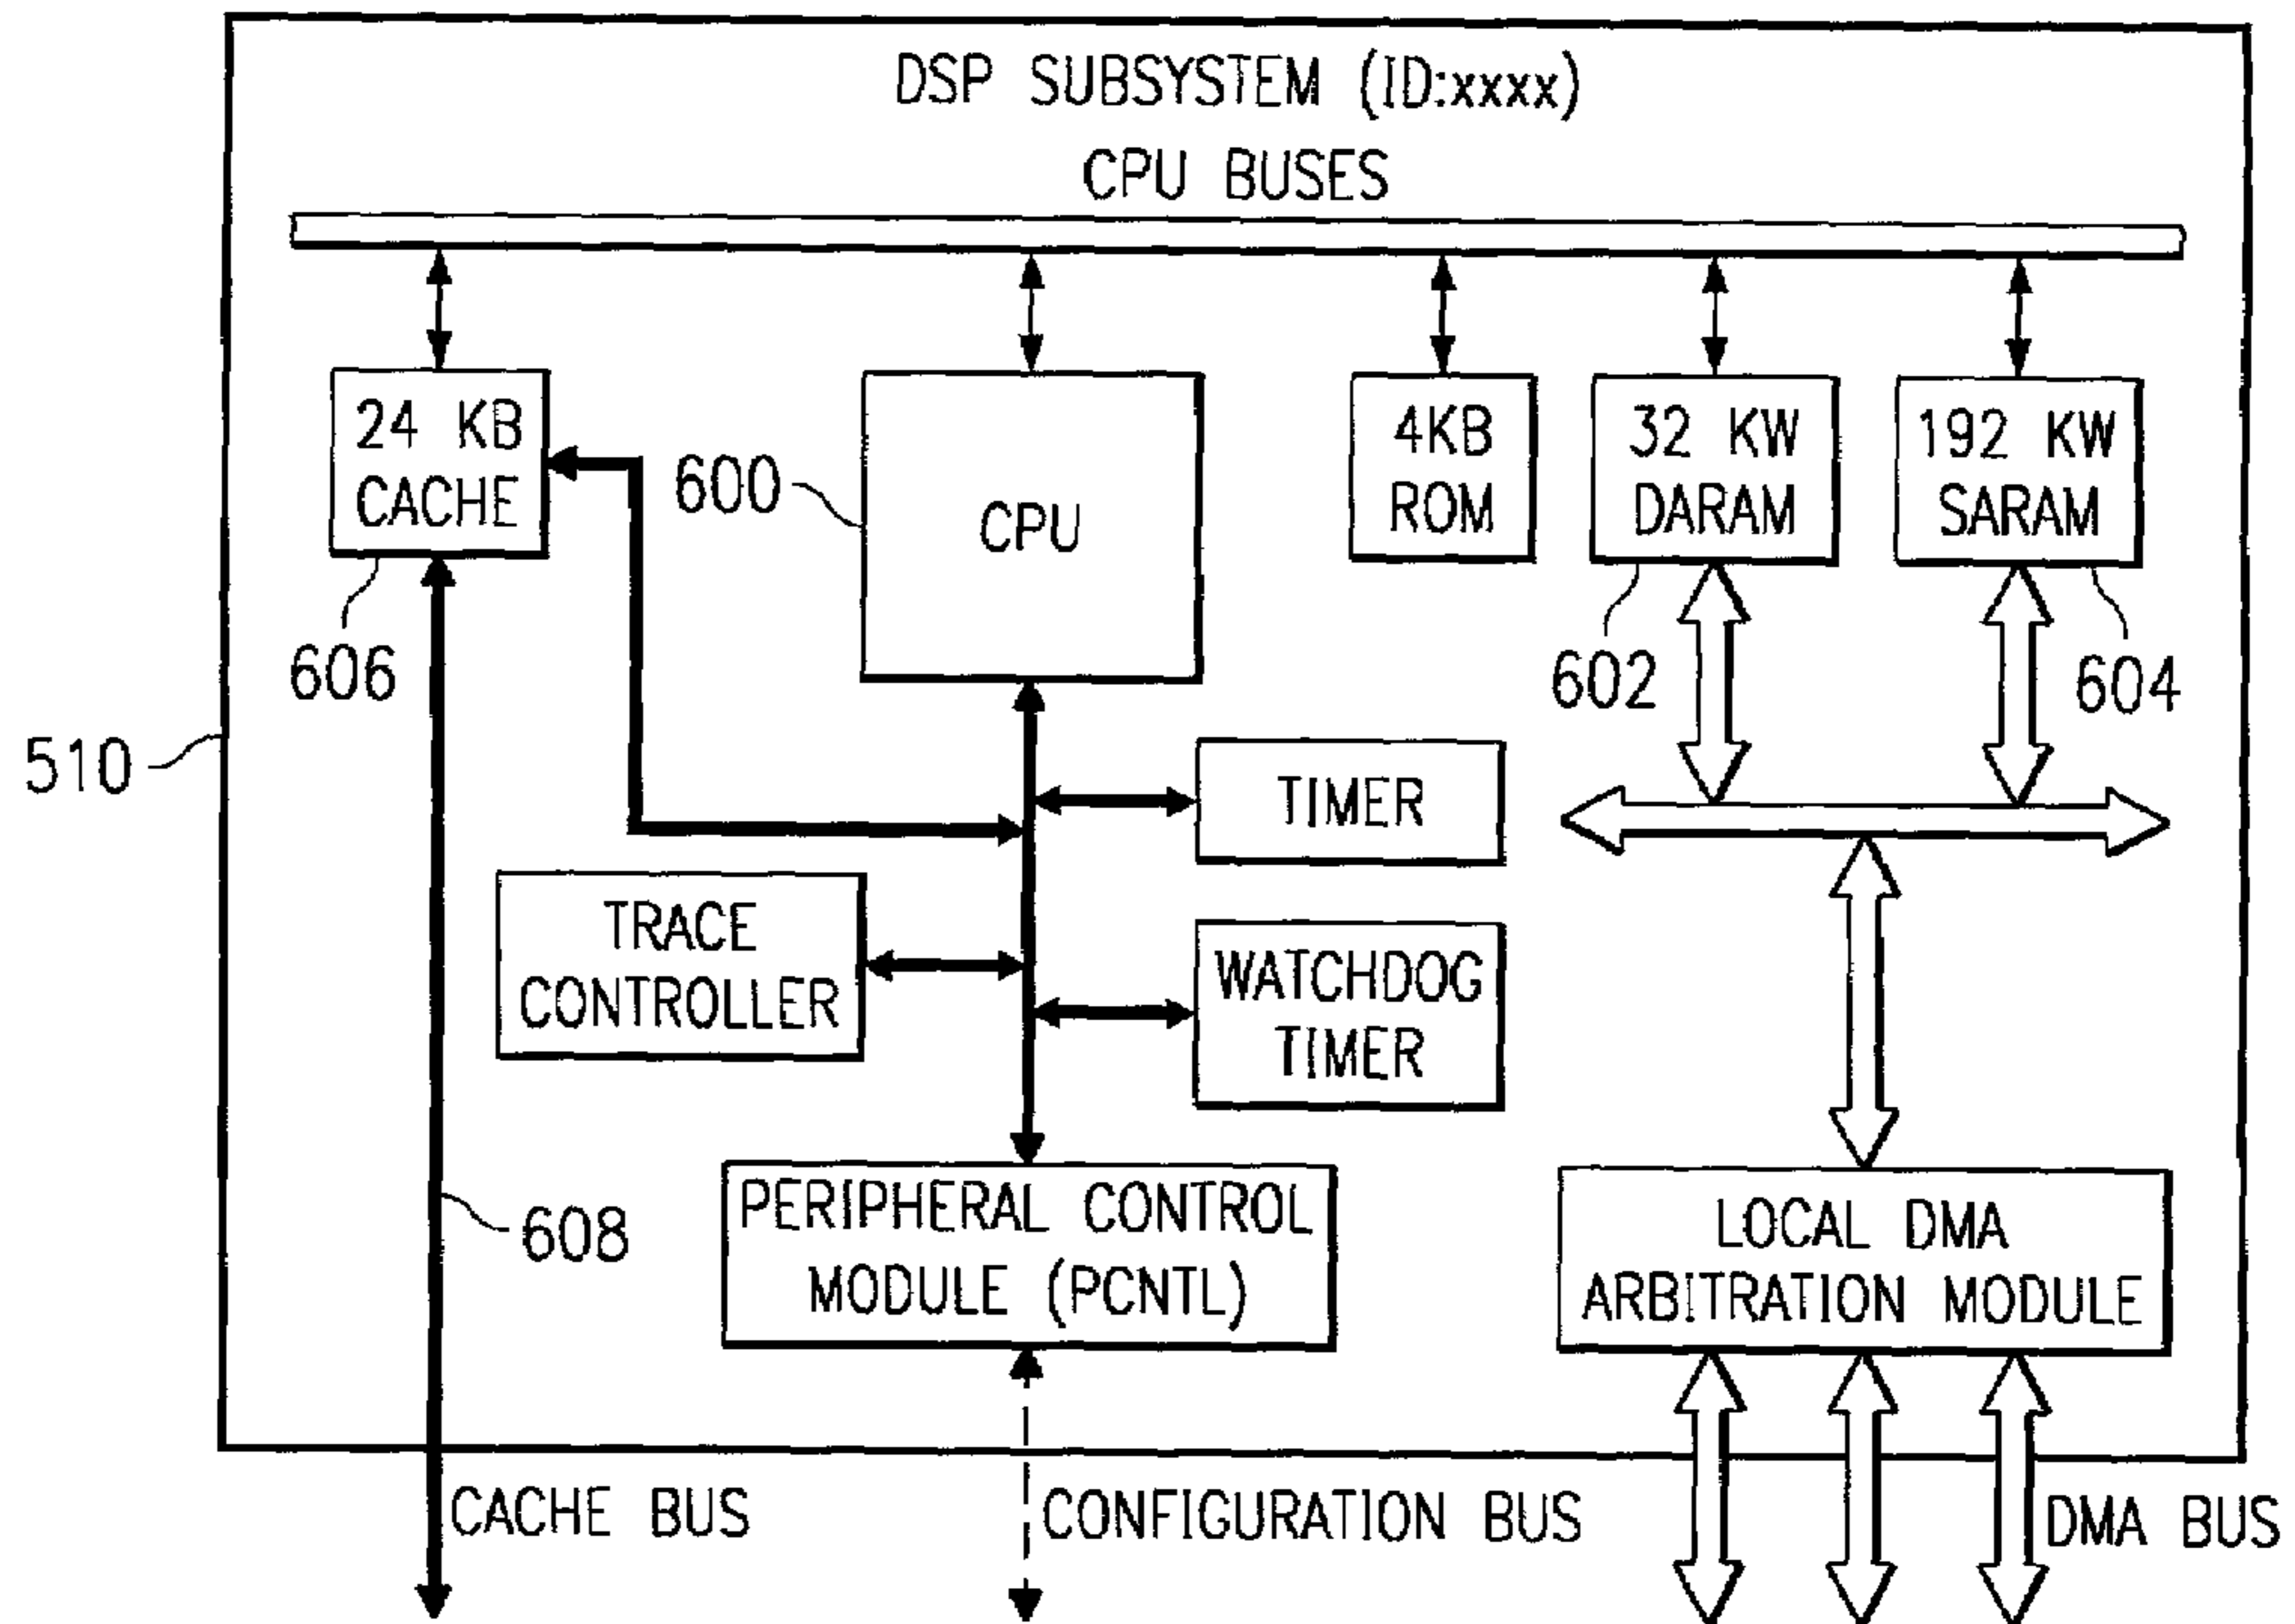 DSP SUBSYSTEM (ID:xxxx)
CPU BUSES
24 KB
CACHE
600
CPU
4KB
ROM
32 KW
DARAM
192 KW
SARAM
606
602
604
510
TIMER
TRACE
CONTROLLER
WATCHDOG
TIMER
608
PERIPHERAL CONTROL
MODULE (PCNTL)
LOCAL DMA
ARBITRATION MODULE
CACHE BUS
CONFIGURATION BUS
DMA BUS